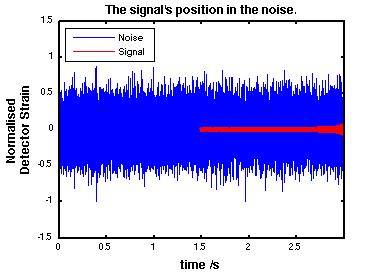 The signal's position in the noise.
1.5
Noise
Signal
1
0.5
0
-0.5
-1
-1.5
Normalised
Detector Strain
0 0.5 1 1.5 2 2.5
time /s